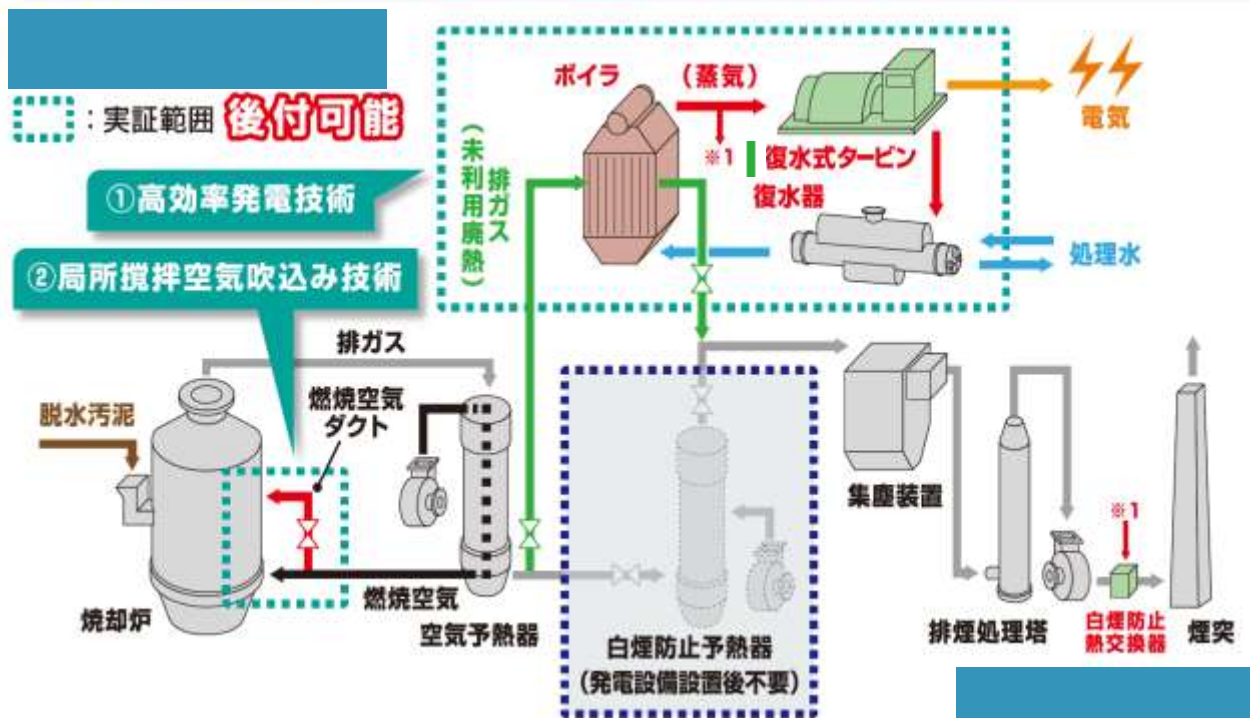 ：実証範囲 後付可能
①高効率発電技術
②局所撹拌空気吹込み技術
ボイラ
（蒸気）
※1
復水式タービン
復水器
電気
処理水
排ガス
（未利用廃熱）
排ガス
脱水汚泥
燃焼空気
ダクト
焼却炉
燃焼空気
空気予熱器
白煙防止予熱器
（発電設備設置後不要）
集塵装置
排煙処理塔
※1
白煙防止
熱交換器
煙突